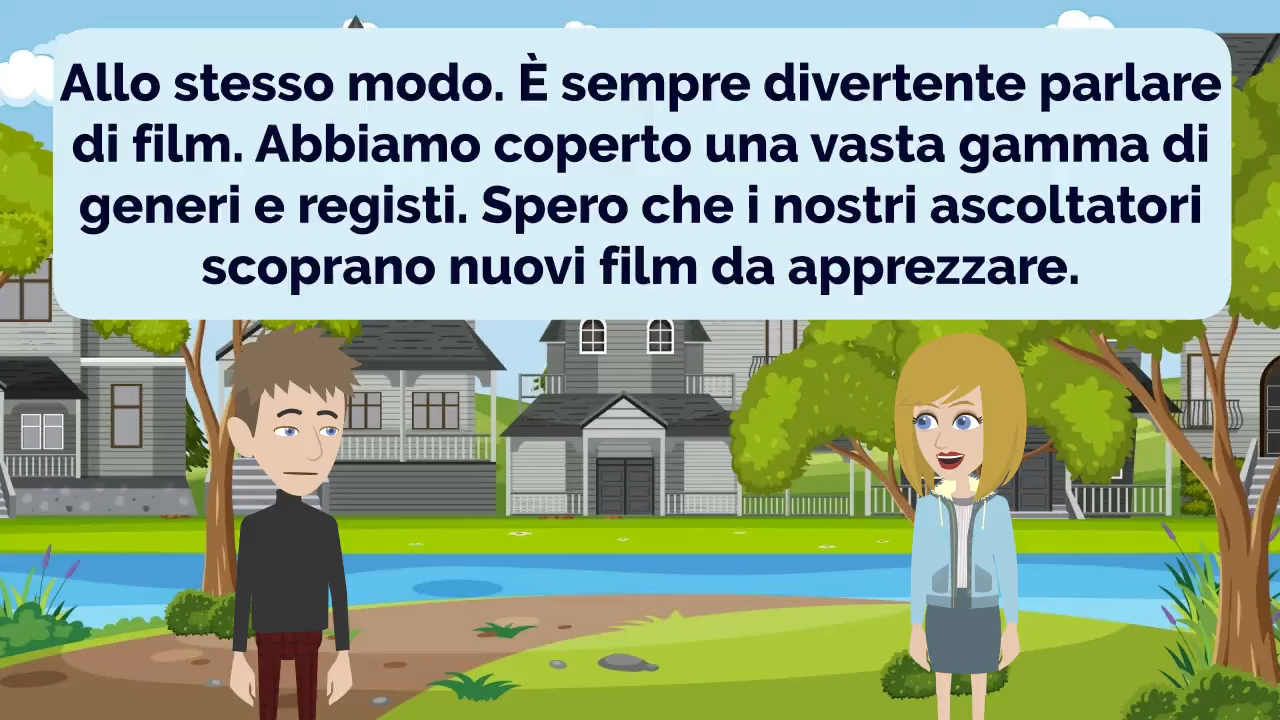 Allo stesso modo. È sempre divertente parlare
di film. Abbiamo coperto una vasta gamma di
generi e registi. Spero che i nostri ascoltatori
scoprano nuovi film da apprezzare.